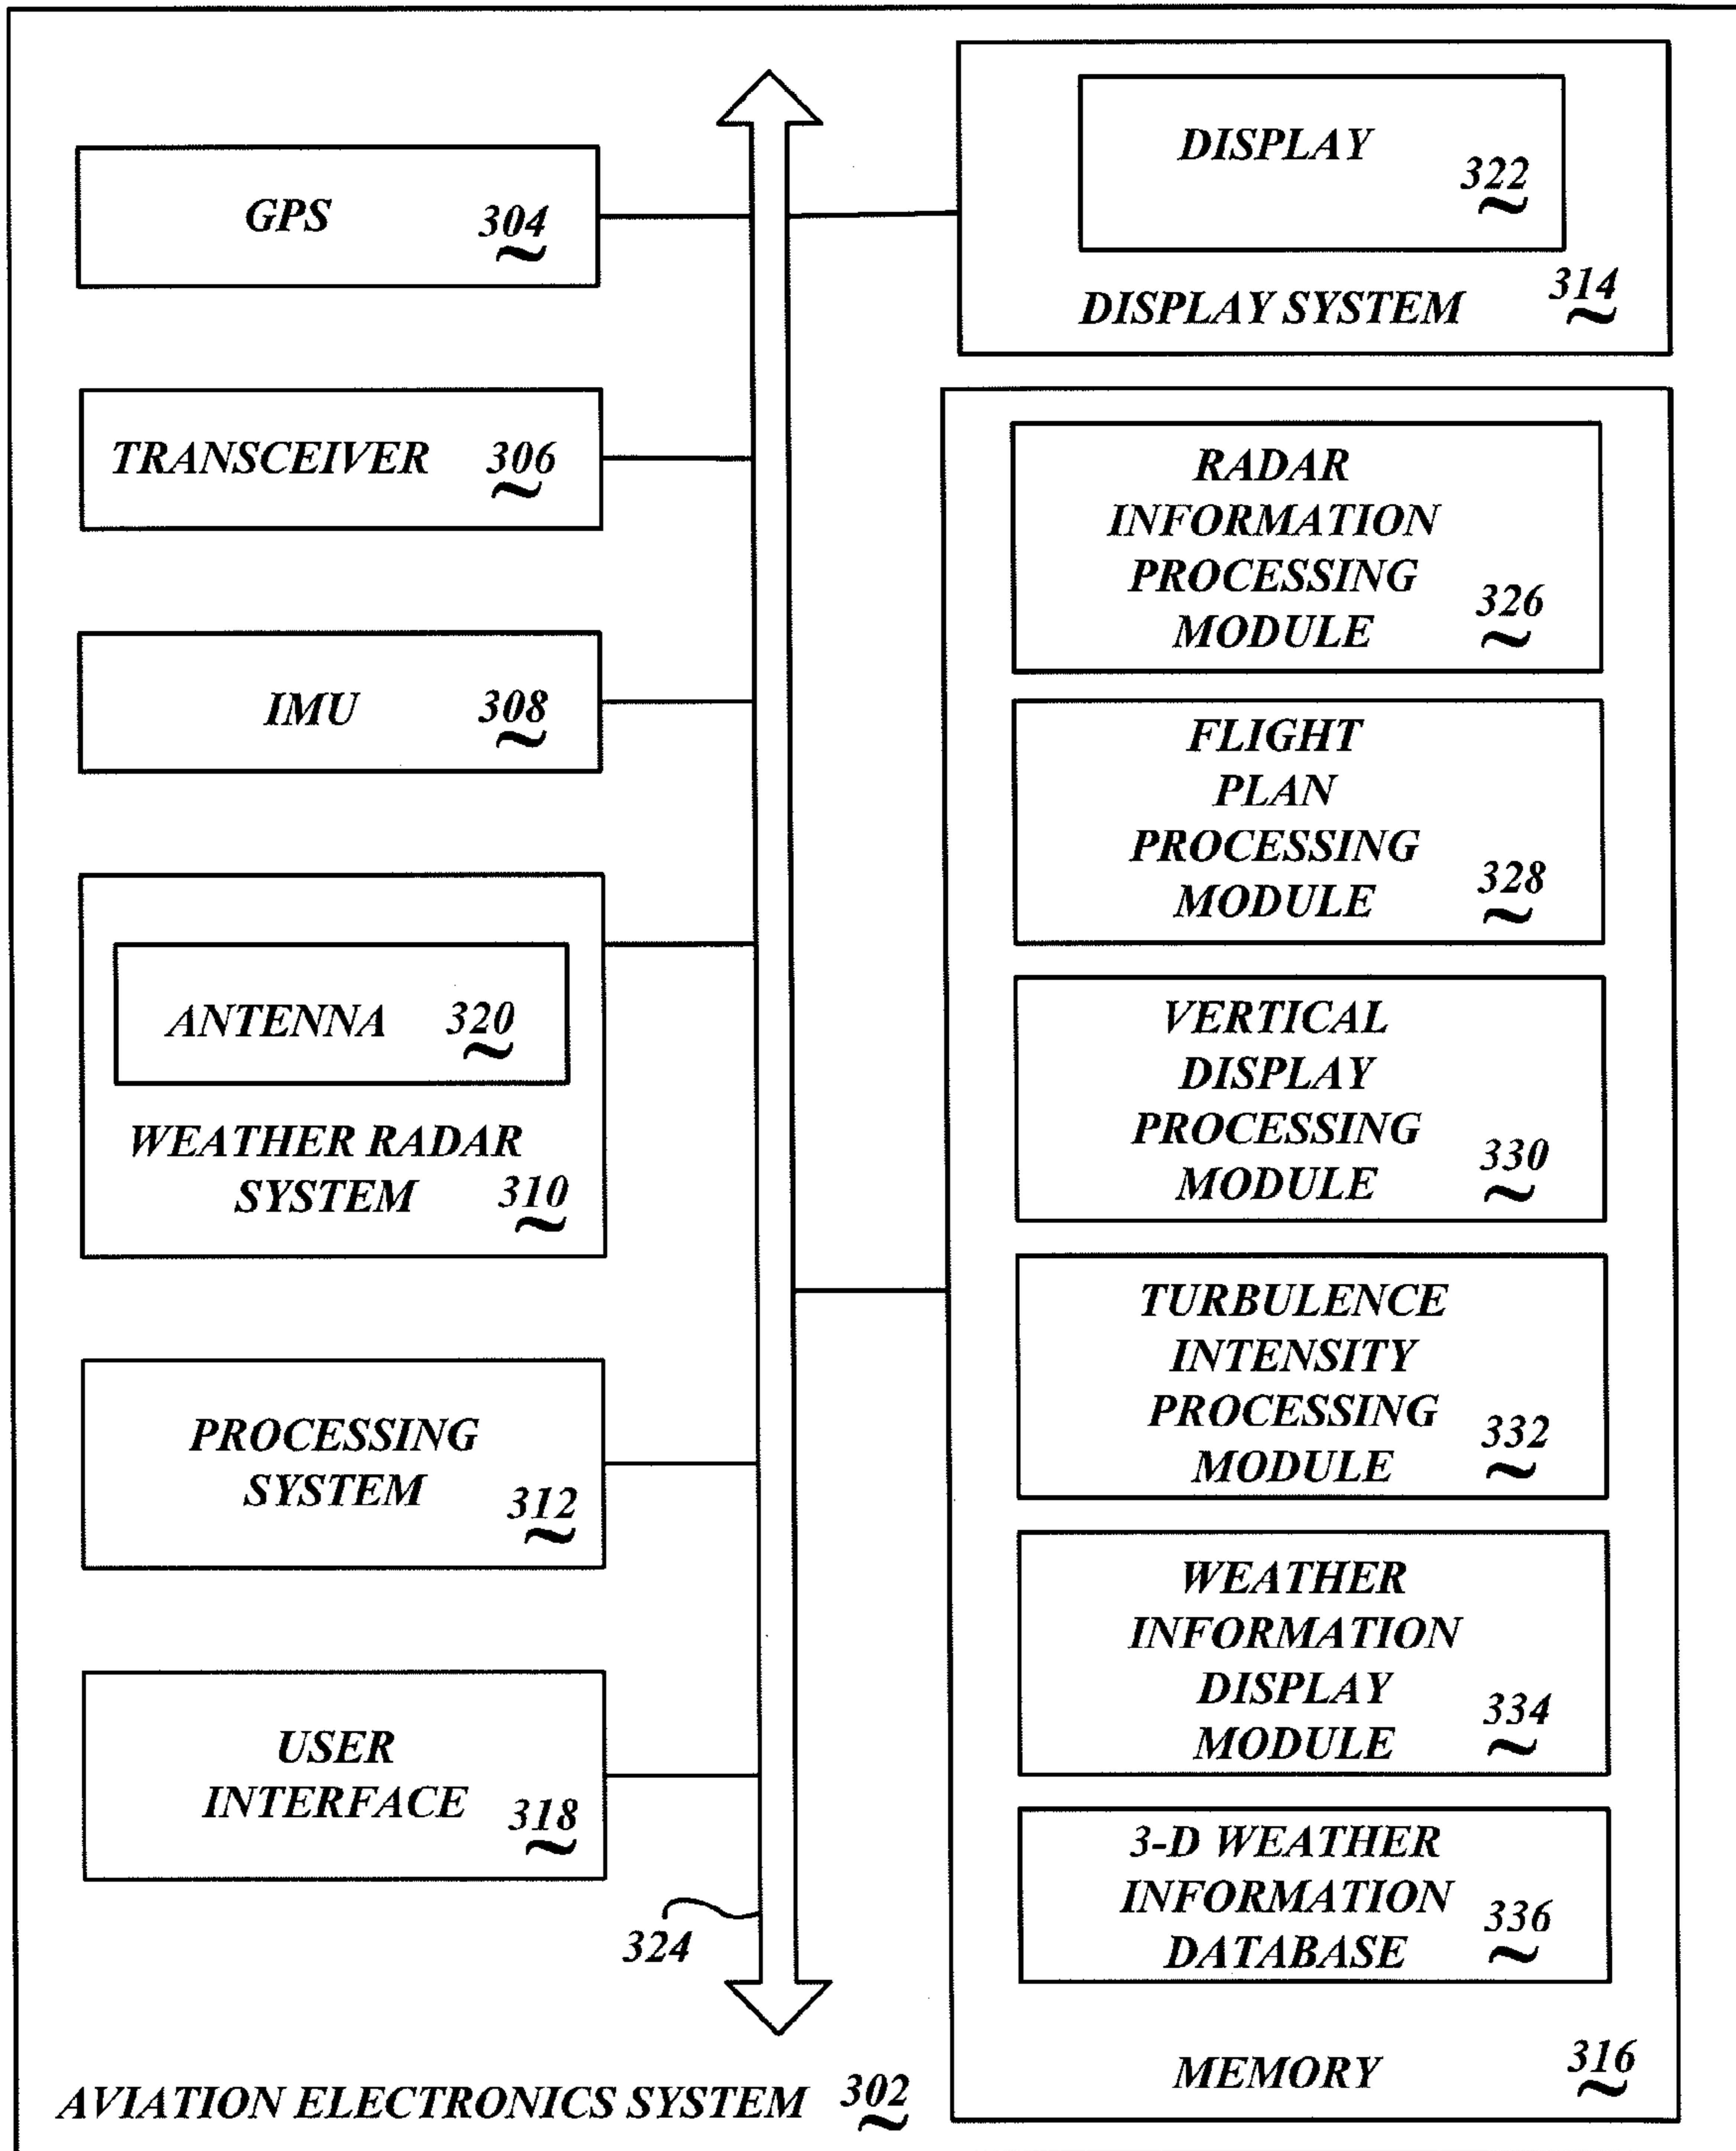 GPS 304
TRANSCEIVER 306
IMU 308
ANTENNA 320
WEATHER RADAR
SYSTEM 310
PROCESSING
SYSTEM 312
USER
INTERFACE 318
324
AVIATION ELECTRONICS SYSTEM 302
DISPLAY
322
DISPLAY SYSTEM 314
RADAR
INFORMATION
PROCESSING
MODULE 326
FLIGHT
PLAN
PROCESSING
MODULE 328
VERTICAL
DISPLAY
PROCESSING
MODULE 330
TURBULENCE
INTENSITY
PROCESSING
MODULE 332
WEATHER
INFORMATION
DISPLAY
MODULE 334
3-D WEATHER
INFORMATION
DATABASE 336
MEMORY 316